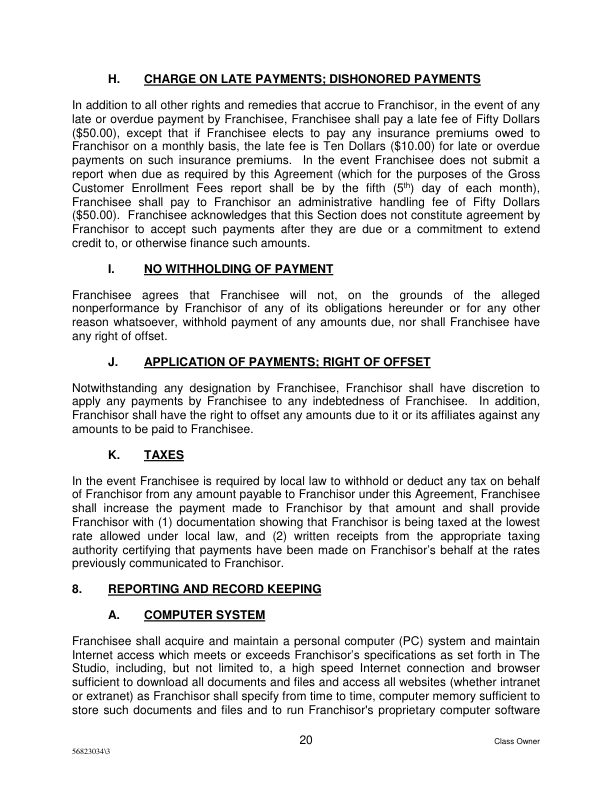 H. CHARGE ON LATE PAYMENTS; DISHONORED PAYMENTS
In addition to all other rights and remedies that accrue to Franchisor, in the event of any
late or overdue payment by Franchisee, Franchisee shall pay a late fee of Fifty Dollars
($50.00), except that if Franchisee elects to pay any insurance premiums owed to
Franchisor on a monthly basis, the late fee is Ten Dollars ($10.00) for late or overdue
payments on such insurance premiums. In the event Franchisee does not submit a
report when due as required by this Agreement (which for the purposes of the Gross
Customer Enrollment Fees report shall be by the fifth (5th) day of each month),
Franchisee shall pay to Franchisor an administrative handling fee of Fifty Dollars
($50.00). Franchisee acknowledges that this Section does not constitute agreement by
Franchisor to accept such payments after they are due or a commitment to extend
credit to, or otherwise finance such amounts.
I. NO WITHHOLDING OF PAYMENT
Franchisee agrees that Franchisee will not, on the grounds of the alleged
nonperformance by Franchisor of any of its obligations hereunder or for any other
reason whatsoever, withhold payment of any amounts due, nor shall Franchisee have
any right of offset.
J. APPLICATION OF PAYMENTS; RIGHT OF OFFSET
Notwithstanding any designation by Franchisee, Franchisor shall have discretion to
apply any payments by Franchisee to any indebtedness of Franchisee. In addition,
Franchisor shall have the right to offset any amounts due to it or its affiliates against any
amounts to be paid to Franchisee.
K. TAXES
In the event Franchisee is required by local law to withhold or deduct any tax on behalf
of Franchisor from any amount payable to Franchisor under this Agreement, Franchisee
shall increase the payment made to Franchisor by that amount and shall provide
Franchisor with (1) documentation showing that Franchisor is being taxed at the lowest
rate allowed under local law, and (2) written receipts from the appropriate taxing
authority certifying that payments have been made on Franchisor's behalf at the rates
previously communicated to Franchisor.
8. REPORTING AND RECORD KEEPING
A. COMPUTER SYSTEM
Franchisee shall acquire and maintain a personal computer (PC) system and maintain
Internet access which meets or exceeds Franchisor's specifications as set forth in The
Studio, including, but not limited to, a high speed Internet connection and browser
sufficient to download all documents and files and access all websites (whether intranet
or extranet) as Franchisor shall specify from time to time, computer memory sufficient to
store such documents and files and to run Franchisor's proprietary computer software
20
Class Owner
56823034\3